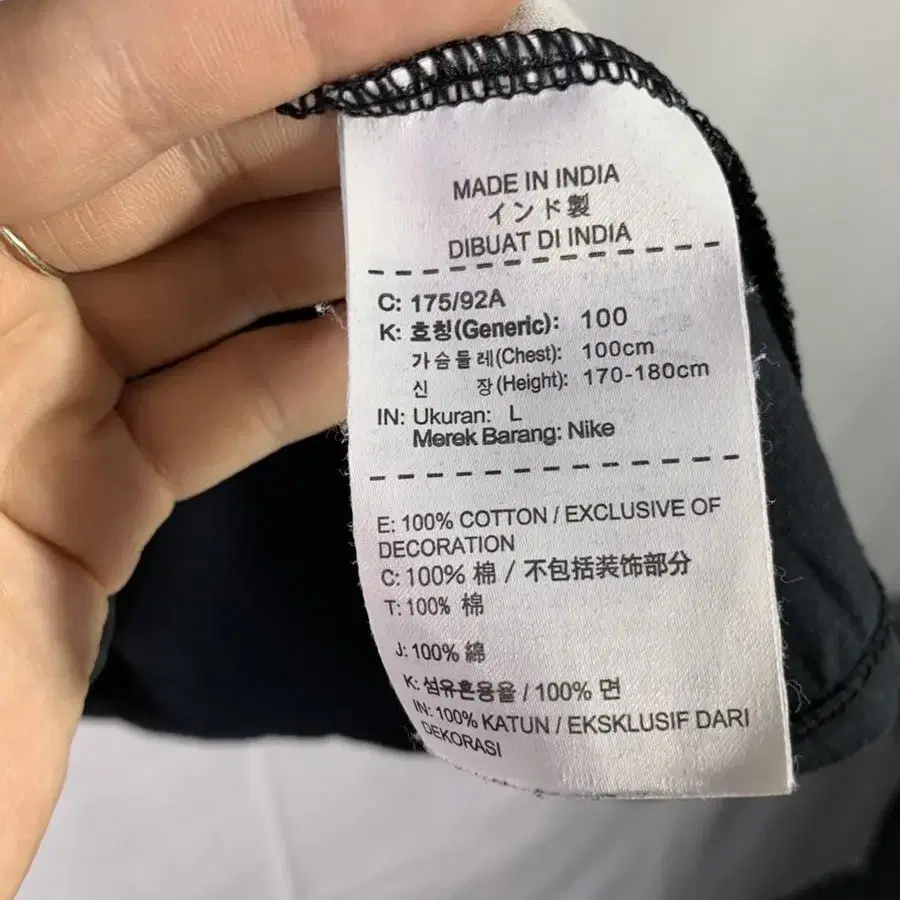 MADE IN INDIA
インド製
DIBUAT DI INDIA
C: 175/92A
K: 호칭(Generic): 100
가슴둘레(Chest): 100cm
신 장(Height): 170-180cm
IN: Ukuran: L
Merek Barang: Nike
E: 100% COTTON / EXCLUSIVE OF
DECORATION
C: 100% 棉 / 不包括装饰部分
T: 100% 棉
J: 100% 綿
K: 섬유혼용율 / 100% 면
IN: 100% KATUN / EKSKLUSIF DARI
DEKORASI